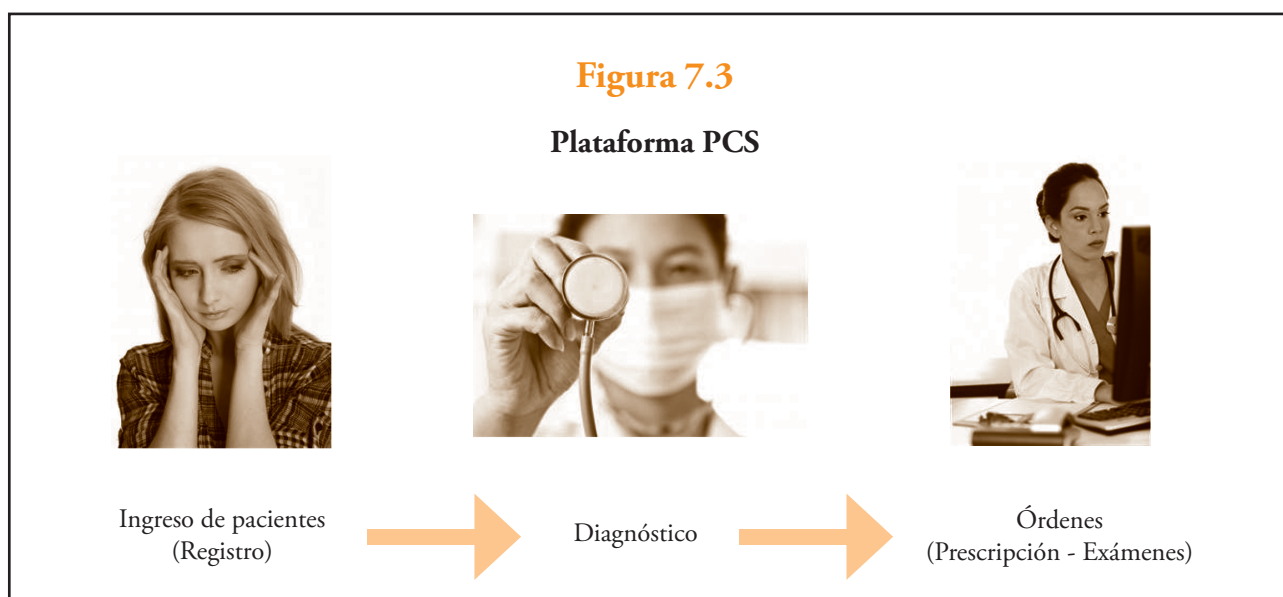 Figura 7.3
Plataforma PCS
Ingreso de pacientes
(Registro)
Diagnóstico
Órdenes
(Prescripción - Exámenes)